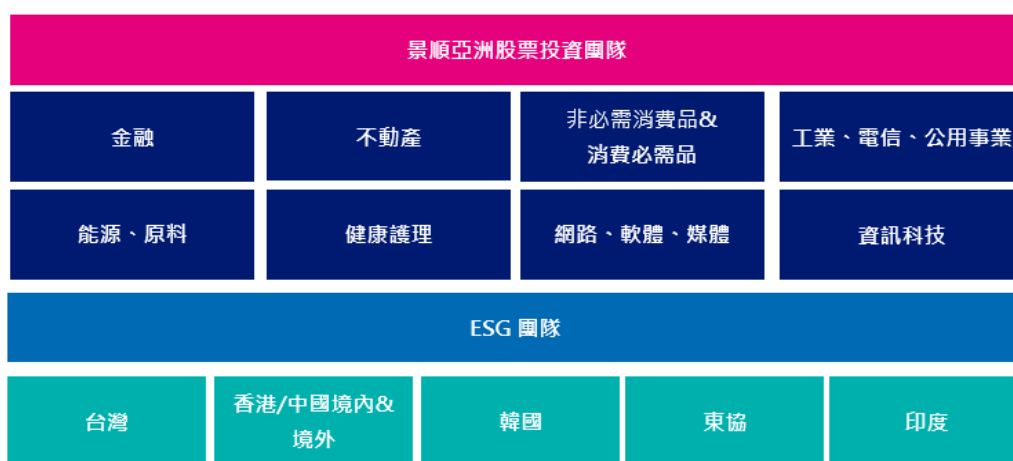 景順亞洲股票投資團隊
金融
不動產
非必需消費品&
消費必需品
工業、電信、公用事業
能源、原料
健康護理
網路、軟體、媒體
資訊科技
ESG 團隊
台灣
香港/中國境內&
境外
韓國
東協
印度